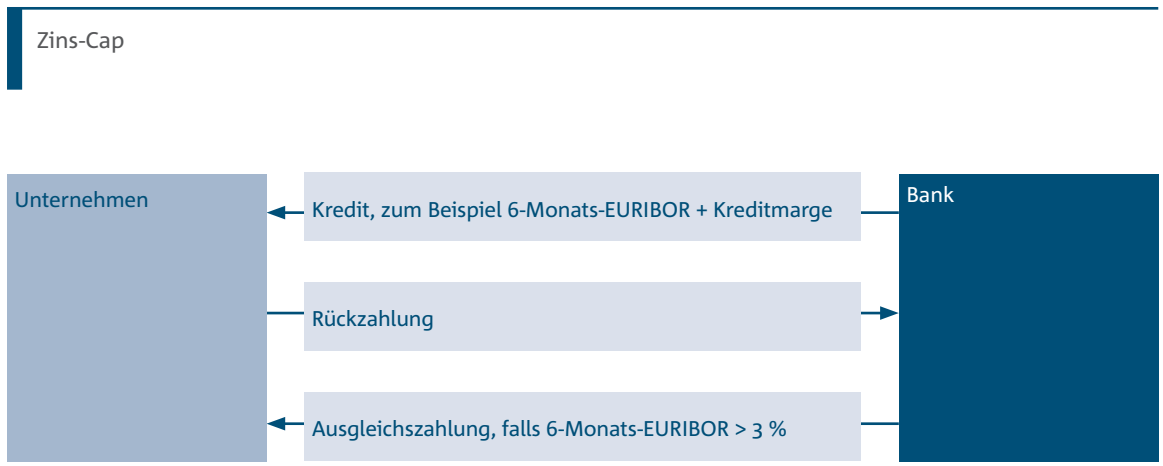 Zins-Cap
Unternehmen
Kredit, zum Beispiel 6-Monats-EURIBOR + Kreditmarge
Bank
Rückzahlung
Ausgleichszahlung, falls 6-Monats-EURIBOR > 3 %